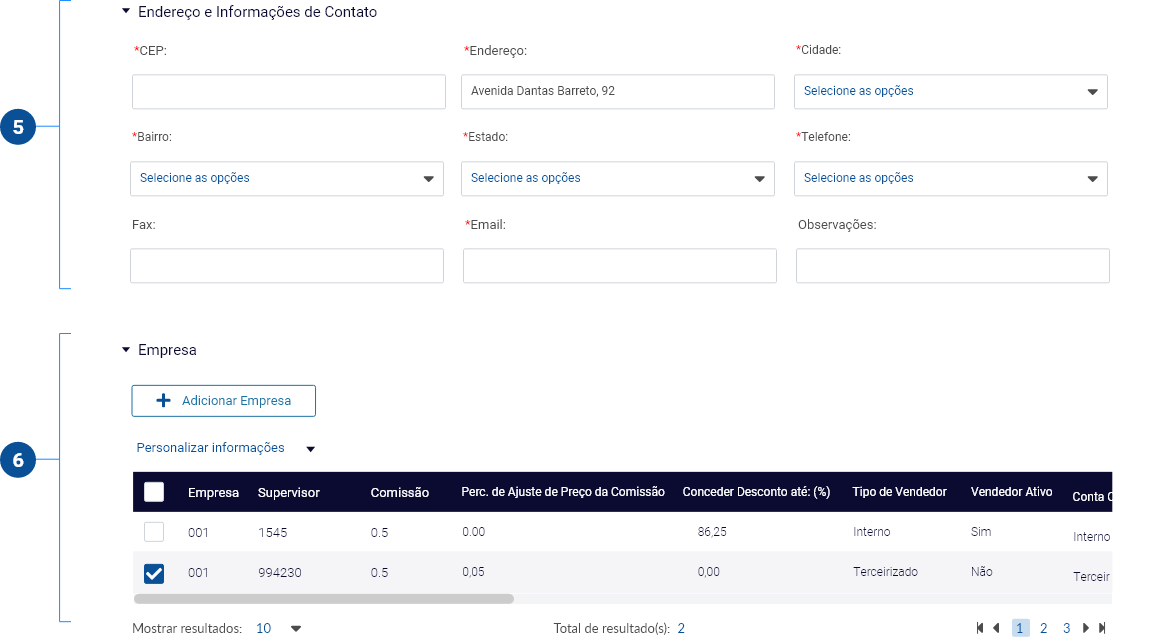 Endereço e Informações de Contato
*CEP: *Endereço: *Cidade:
Avenida Dantas Barreto, 92 Selecione as opções
5
*Bairro: *Estado: *Telefone:
Selecione as opções Selecione as opções Selecione as opções
Fax: *Email: Observações:
Empresa
Adicionar Empresa
Personalizar informações
6
Empresa Supervisor Comissão Perc. de Ajuste de Preço da Comissão Conceder Desconto até: (%) Tipo de Vendedor Vendedor Ativo Conta C
001 1545 0.5 0.00 86,25 Interno Sim Interno
001 994230 0.5 0,05 0,00 Terceirizado Não Terceir
Mostrar resultados: 10 Total de resultado(s): 2 1 2 3